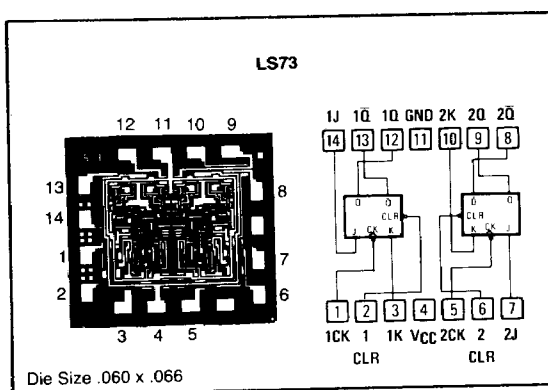 LS73
12 11 10 9
13
14
1
2
8
7
6
3 4 5
1J 1Q̅ 1Q GND 2K 2Q 2Q̅
14 13 12 11 10 9 8
Q̅ Q
CLR
J CK K
Q̅ Q
CLR
K CK J
1 2 3 4 5 6 7
1CK 1 1K VCC 2CK 2 2J
CLR CLR
Die Size .060 x .066